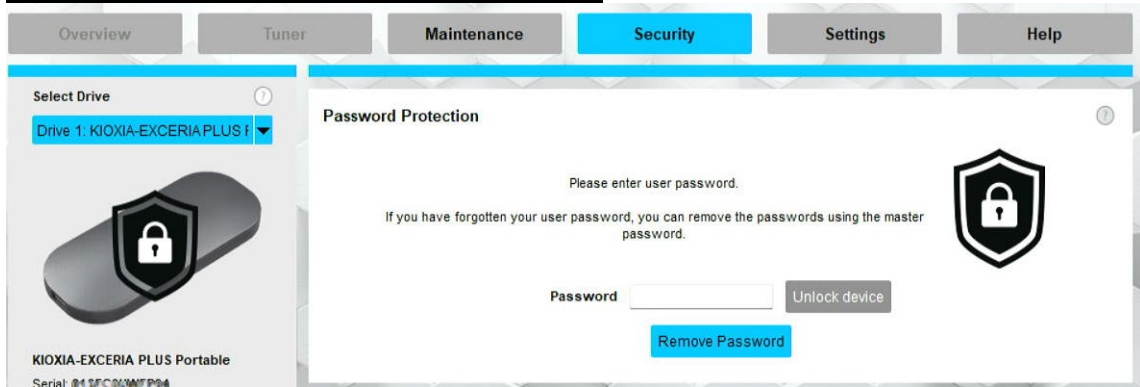 Overview
Tuner
Maintenance
Security
Settings
Help
Select Drive
?
Drive 1: KIOXIA-EXCERIA PLUS F
KIOXIA-EXCERIA PLUS Portable
Serial:
Password Protection
?
Please enter user password.
If you have forgotten your user password, you can remove the passwords using the master
password.
Password
Unlock device
Remove Password